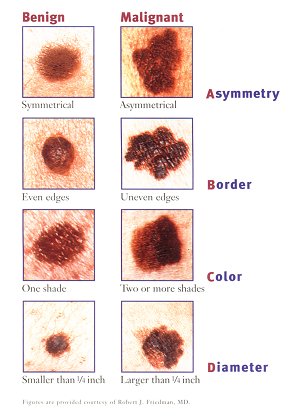 Benign Malignant
Symmetrical Asymmetrical
Asymmetry
Even edges Uneven edges
Border
One shade Two or more shades
Color
Smaller than ¼ inch Larger than ¼ inch
Diameter
Figures are provided courtesy of Robert J. Friedman, MD.